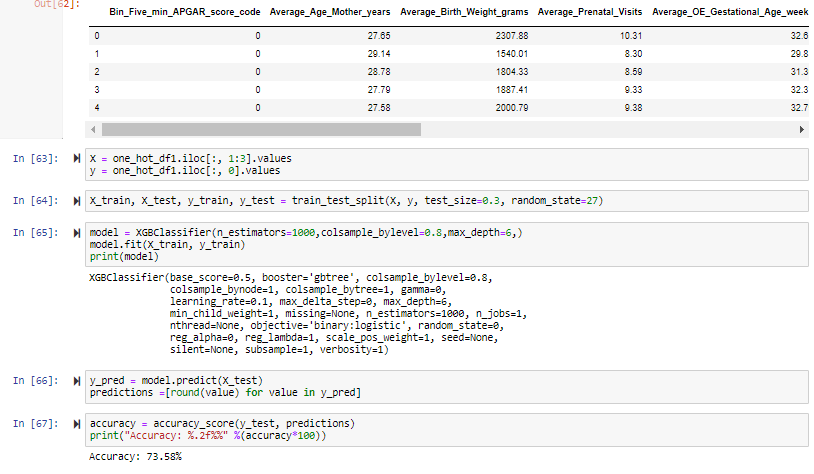 Out[62]:
Bin_Five_min_APGAR_score_code Average_Age_Mother_years Average_Birth_Weight_grams Average_Prenatal_Visits Average_OE_Gestational_Age_week
0 0 27.65 2307.88 10.31 32.6
1 0 29.14 1540.01 8.30 29.8
2 0 28.78 1804.33 8.59 31.3
3 0 27.79 1887.41 9.33 32.3
4 0 27.58 2000.79 9.38 32.7
In [63]: X = one_hot_df1.iloc[:, 1:3].values
y = one_hot_df1.iloc[:, 0].values
In [64]: X_train, X_test, y_train, y_test = train_test_split(X, y, test_size=0.3, random_state=27)
In [65]: model = XGBClassifier(n_estimators=1000,colsample_bylevel=0.8,max_depth=6,)
model.fit(X_train, y_train)
print(model)
XGBClassifier(base_score=0.5, booster='gbtree', colsample_bylevel=0.8,
colsample_bynode=1, colsample_bytree=1, gamma=0,
learning_rate=0.1, max_delta_step=0, max_depth=6,
min_child_weight=1, missing=None, n_estimators=1000, n_jobs=1,
nthread=None, objective='binary:logistic', random_state=0,
reg_alpha=0, reg_lambda=1, scale_pos_weight=1, seed=None,
silent=None, subsample=1, verbosity=1)
In [66]: y_pred = model.predict(X_test)
predictions =[round(value) for value in y_pred]
In [67]: accuracy = accuracy_score(y_test, predictions)
print("Accuracy: %.2f%%" %(accuracy*100))
Accuracy: 73.58%